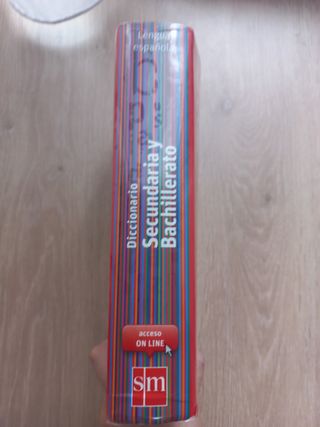 Lengua
española
Diccionario
Secundaria y
Bachillerato
acceso
ON LINE
sm